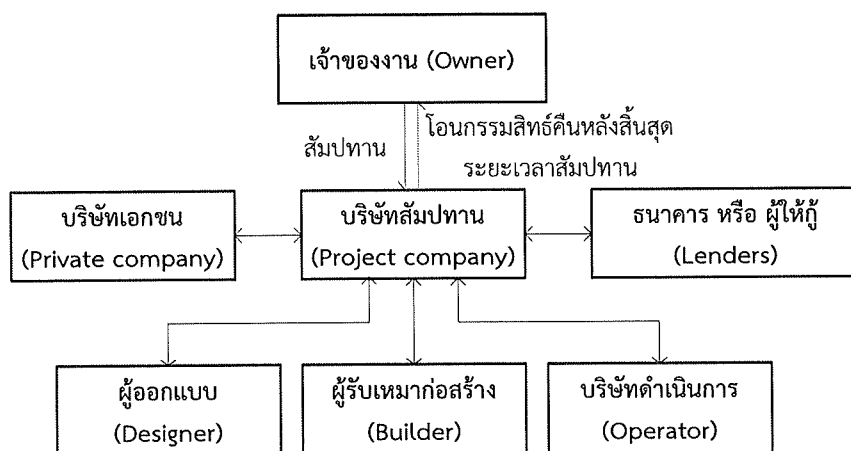 เจ้าของงาน (Owner)
สัมปทาน
โอนกรรมสิทธ์คืนหลังสิ้นสุด
ระยะเวลาสัมปทาน
บริษัทเอกชน
(Private company)
บริษัทสัมปทาน
(Project company)
ธนาคาร หรือ ผู้ให้กู้
(Lenders)
ผู้ออกแบบ
(Designer)
ผู้รับเหมาก่อสร้าง
(Builder)
บริษัทดำเนินการ
(Operator)